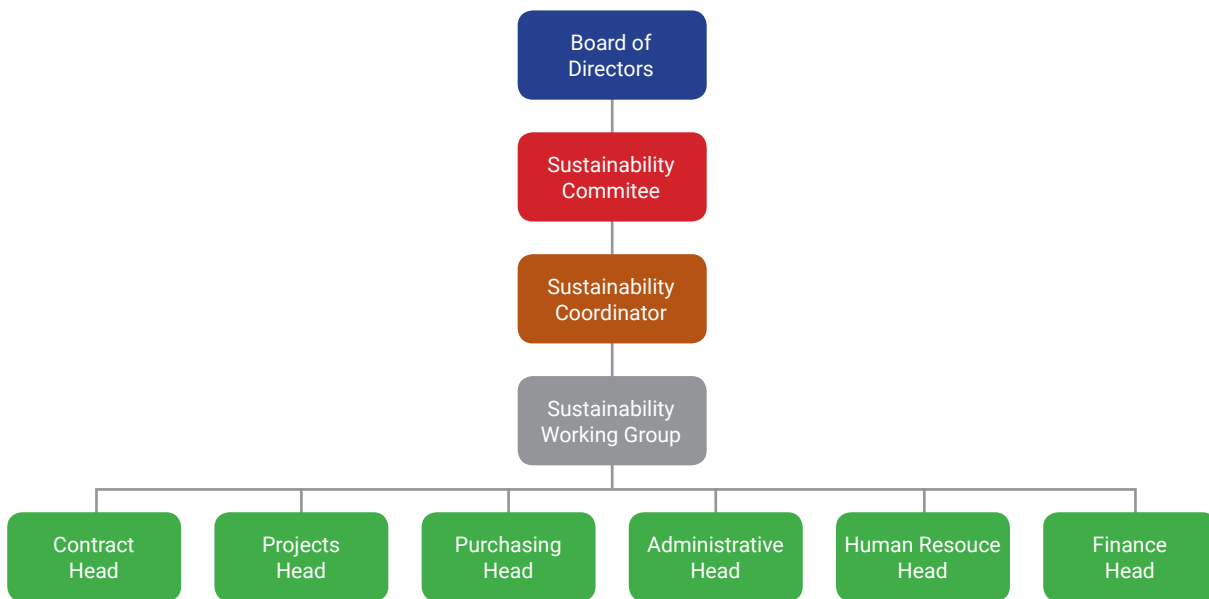 Board of
Directors
Sustainability
Commitee
Sustainability
Coordinator
Sustainability
Working Group
Contract
Head
Projects
Head
Purchasing
Head
Administrative
Head
Human Resouce
Head
Finance
Head